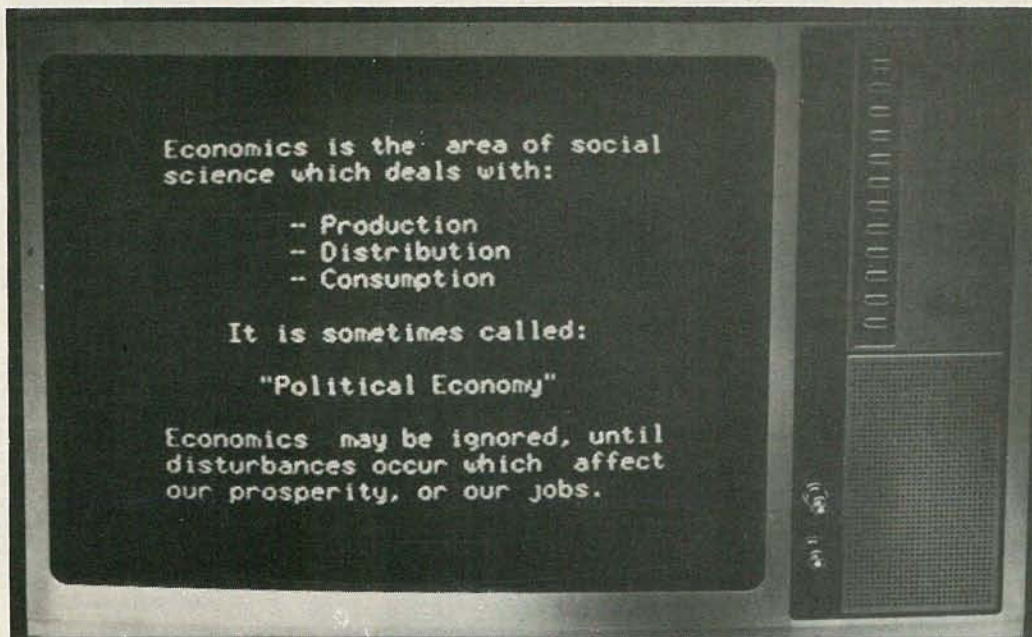 Economics is the area of social
science which deals with:
-- Production
-- Distribution
-- Consumption
It is sometimes called:
"Political Economy"
Economics may be ignored, until
disturbances occur which affect
our prosperity, or our jobs.